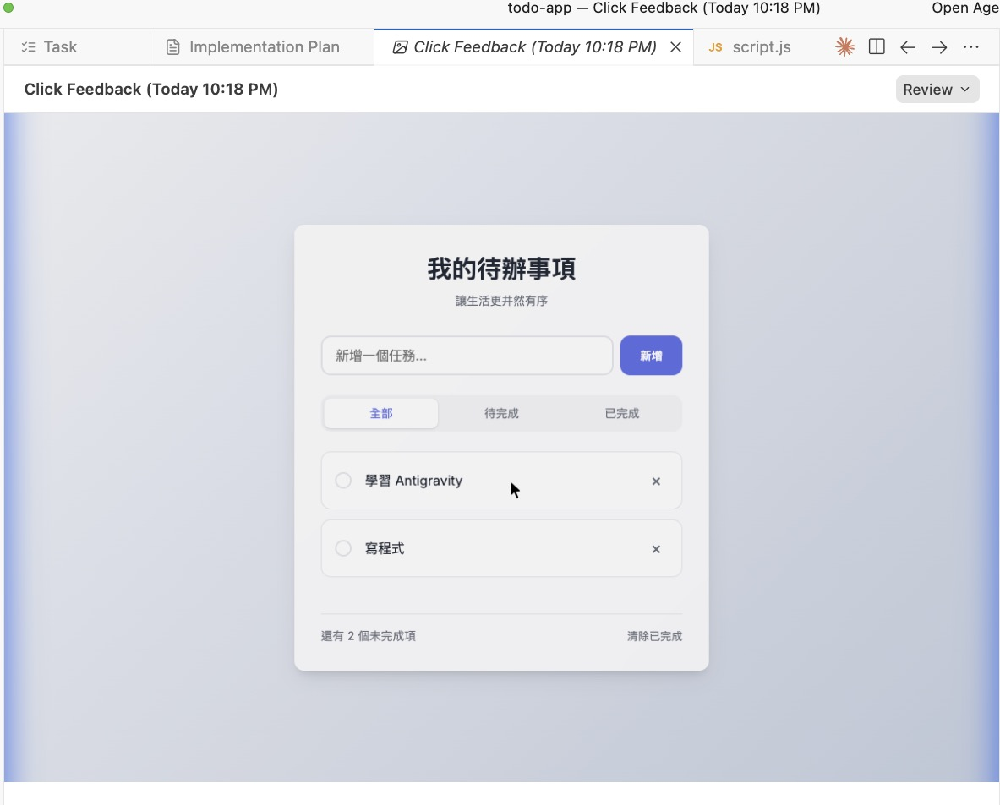 todo-app — Click Feedback (Today 10:18 PM)
Open Age
Task
Implementation Plan
Click Feedback (Today 10:18 PM)
JS script.js
Click Feedback (Today 10:18 PM)
Review
我的待辦事項
讓生活更井然有序
新增一個任務...
新增
全部
待完成
已完成
學習 Antigravity
寫程式
還有 2 個未完成項
清除已完成